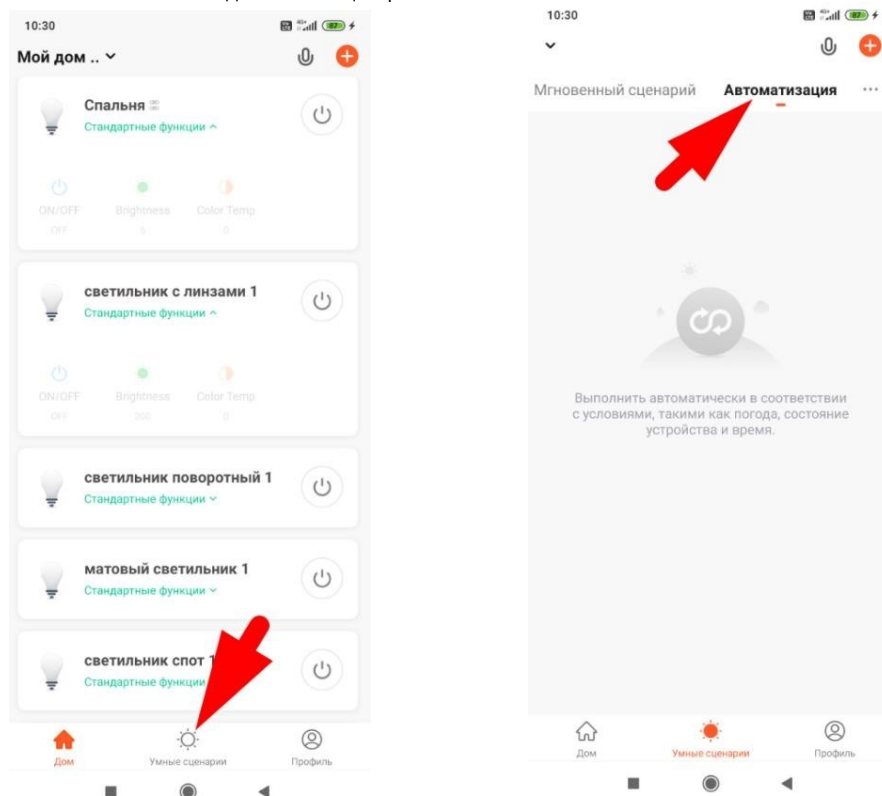 10:30
87
Мой дом ..
Спальня
Стандартные функции
ON/OFF Brightness Color Temp
OFF 5 0
светильник с линзами 1
Стандартные функции
ON/OFF Brightness Color Temp
OFF 200 0
светильник поворотный 1
Стандартные функции
матовый светильник 1
Стандартные функции
светильник спот 1
Стандартные функции
Дом Умные сценарии Профиль
10:30
87
Мгновенный сценарий Автоматизация ...
Выполнить автоматически в соответствии
с условиями, такими как погода, состояние
устройства и время.
Дом Умные сценарии Профиль